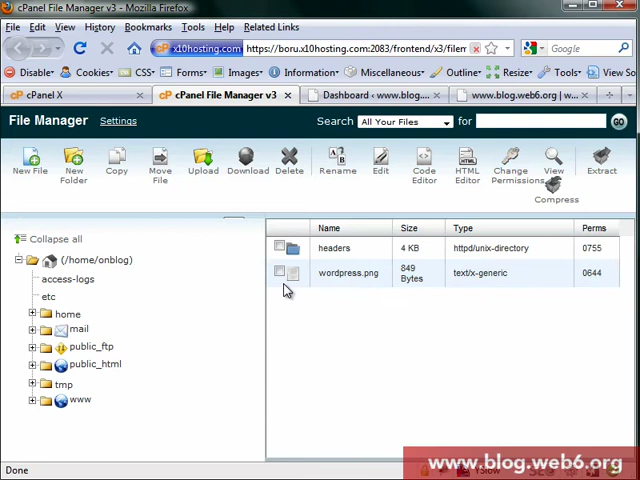 cPanel File Manager v3 - Mozilla Firefox
File Edit View History Bookmarks Tools Help Related Links
x10hosting.com https://boru.x10hosting.com:2083/frontend/x3/filem Google
Disable Cookies CSS Forms Images Information Miscellaneous Outline Resize Tools View So
cPanel X cPanel File Manager v3 Dashboard ‹ www.blog... www.blog.web6.org | w...
File Manager Settings Search All Your Files for GO
New File New Folder Copy Move File Upload Download Delete Rename Edit Code Editor HTML Editor Change Permissions View Extract
Compress
Collapse all
(/home/onblog)
access-logs
etc
home
mail
public_ftp
public_html
tmp
www
Name Size Type Perms
headers 4 KB httpd/unix-directory 0755
wordpress.png 849 Bytes text/x-generic 0644
www.blog.web6.org
Done YSlow